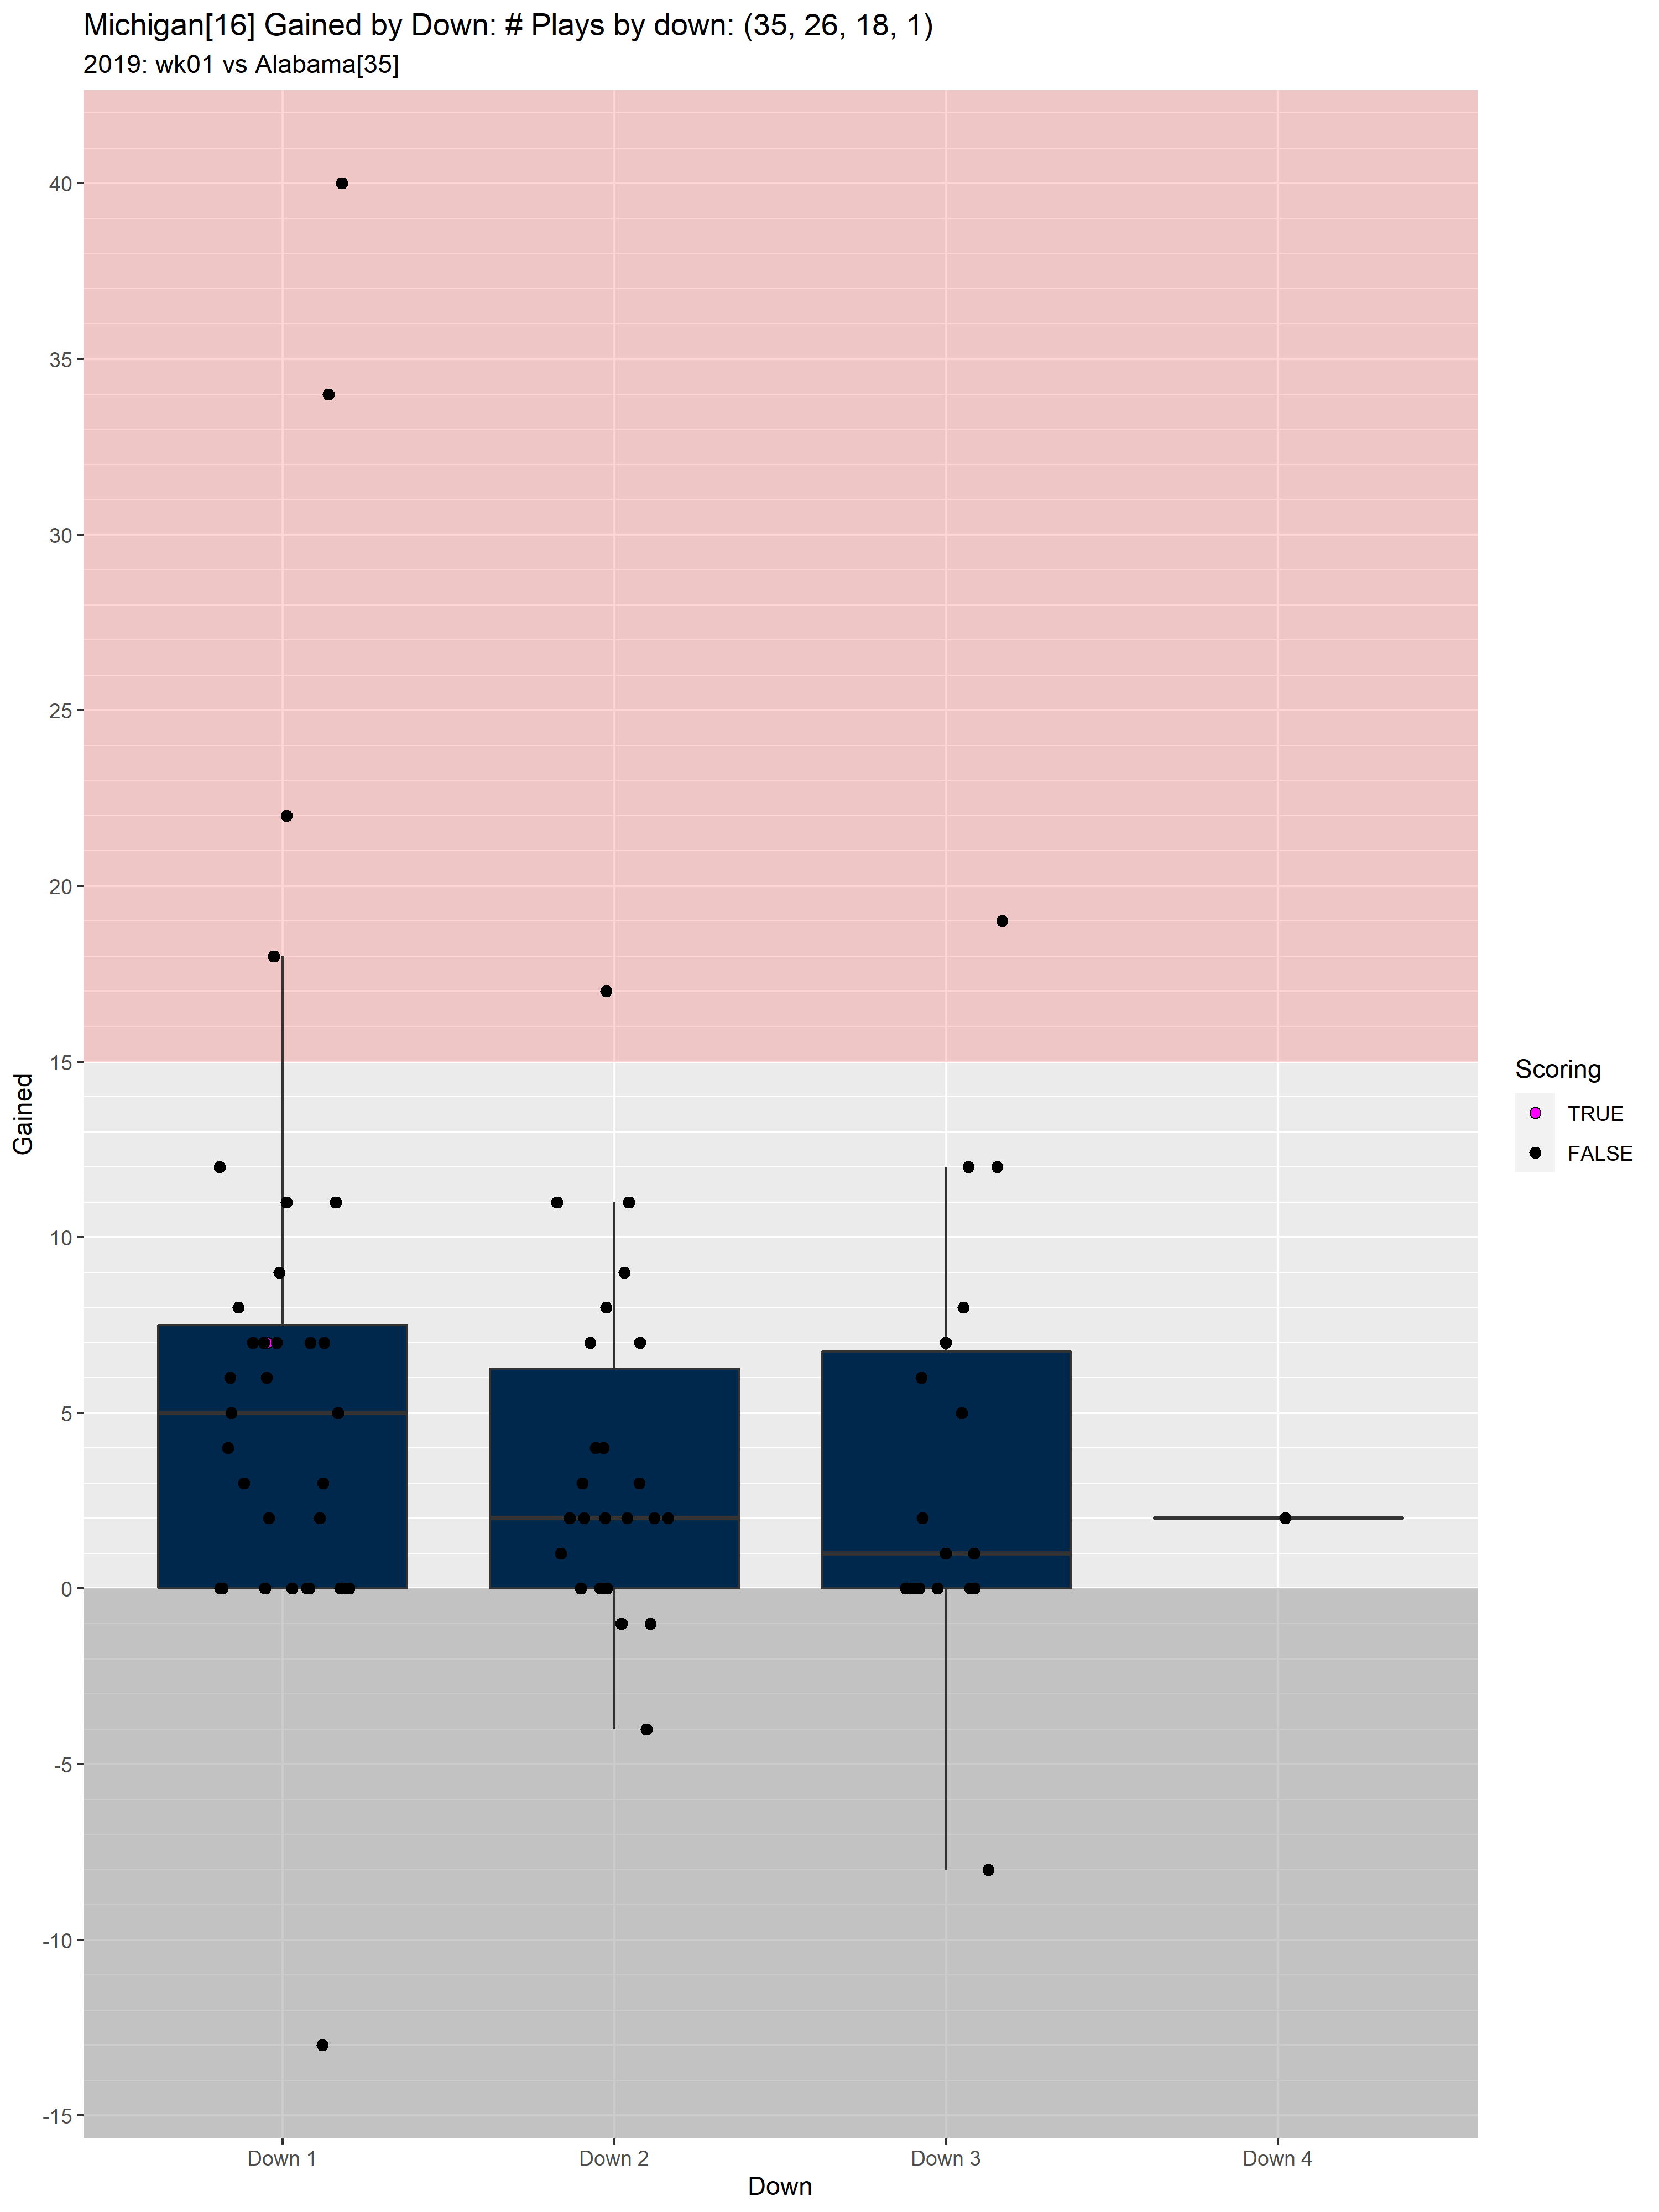 Michigan[16] Gained by Down: # Plays by down: (35, 26, 18, 1)
2019: wk01 vs Alabama[35]
40
35
30
25
20
15
10
5
0
-5
-10
-15
Gained
Down 1 Down 2 Down 3 Down 4
Down
Scoring
TRUE
FALSE